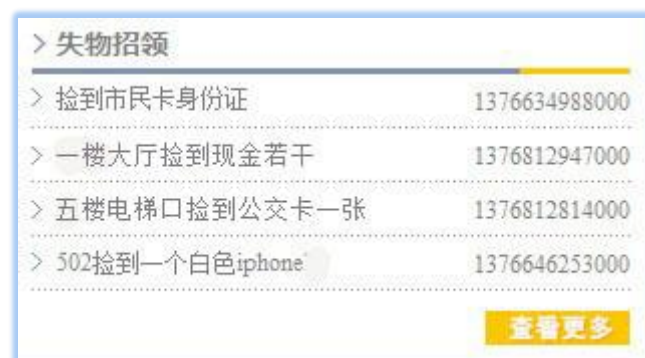 > 失物招领
> 捡到市民卡身份证 1376634988000
> 一楼大厅捡到现金若干 1376812947000
> 五楼电梯口捡到公交卡一张 1376812814000
> 502捡到一个白色iphone 1376646253000
查看更多